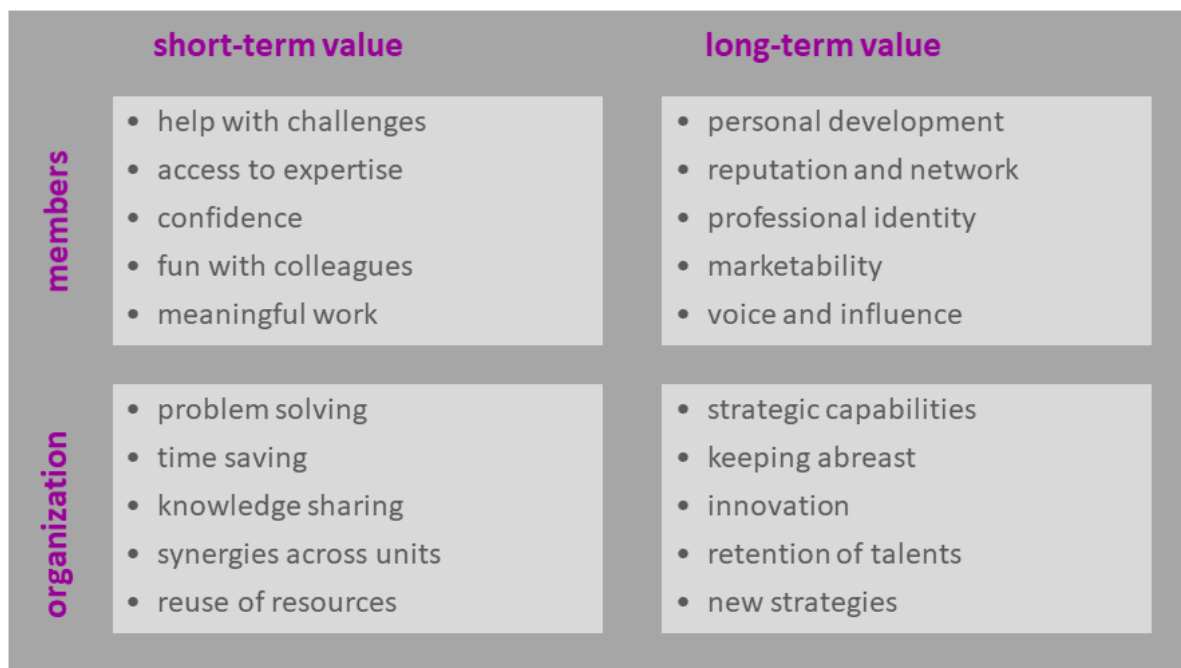 short-term value
long-term value
members
• help with challenges
• access to expertise
• confidence
• fun with colleagues
• meaningful work
• personal development
• reputation and network
• professional identity
• marketability
• voice and influence
organization
• problem solving
• time saving
• knowledge sharing
• synergies across units
• reuse of resources
• strategic capabilities
• keeping abreast
• innovation
• retention of talents
• new strategies